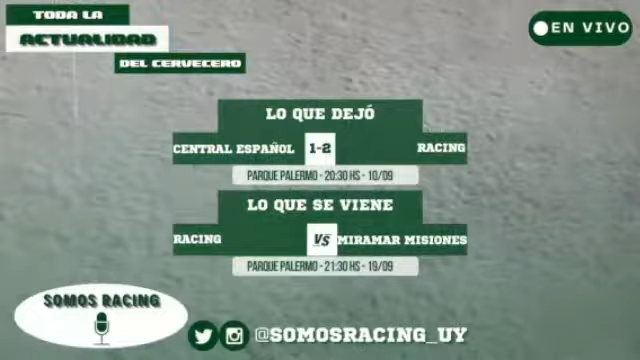 TODA LA
ACTUALIDAD
DEL CERVECERO
EN VIVO
LO QUE DEJÓ
CENTRAL ESPAÑOL 1-2 RACING
PARQUE PALERMO - 20:30 HS - 10/09
LO QUE SE VIENE
RACING VS MIRAMAR MISIONES
PARQUE PALERMO - 21:30 HS - 19/09
SOMOS RACING
@SOMOSRACING_UY